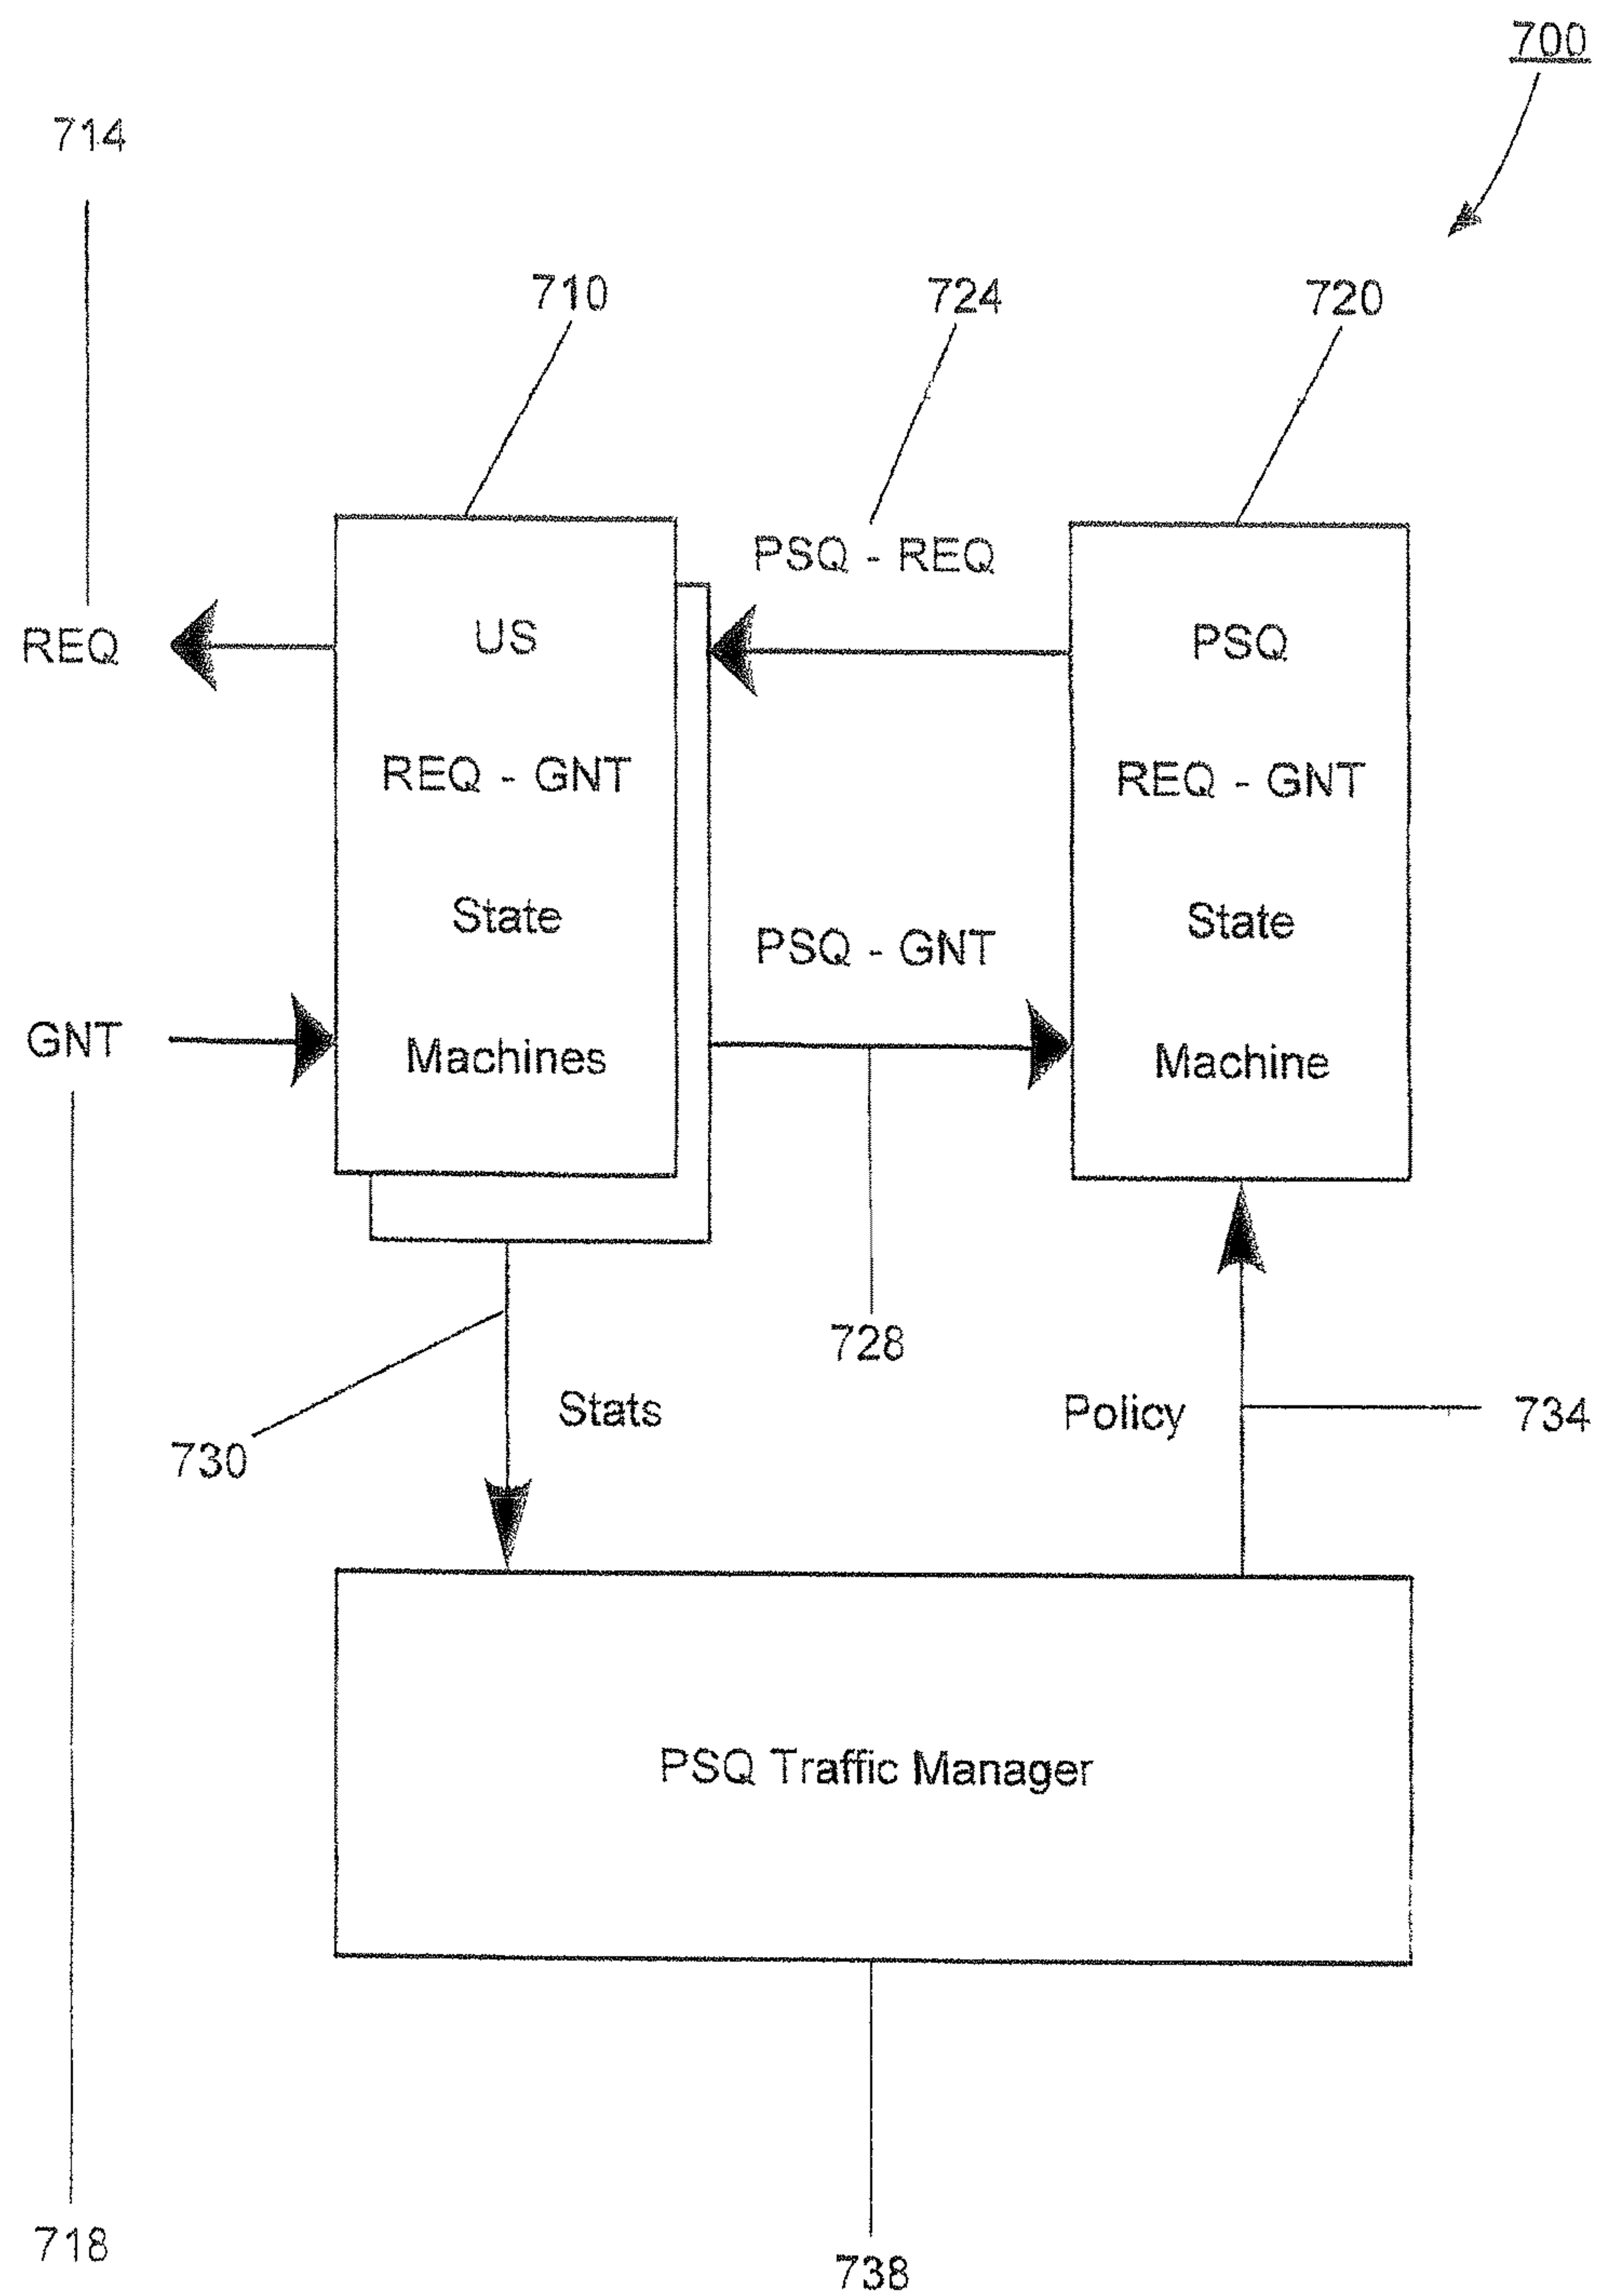 700
714
710
724
720
PSQ - REQ
REQ
US
REQ - GNT
State
Machines
PSQ
REQ - GNT
State
Machine
PSQ - GNT
GNT
728
730
Stats
Policy
734
PSQ Traffic Manager
718
738